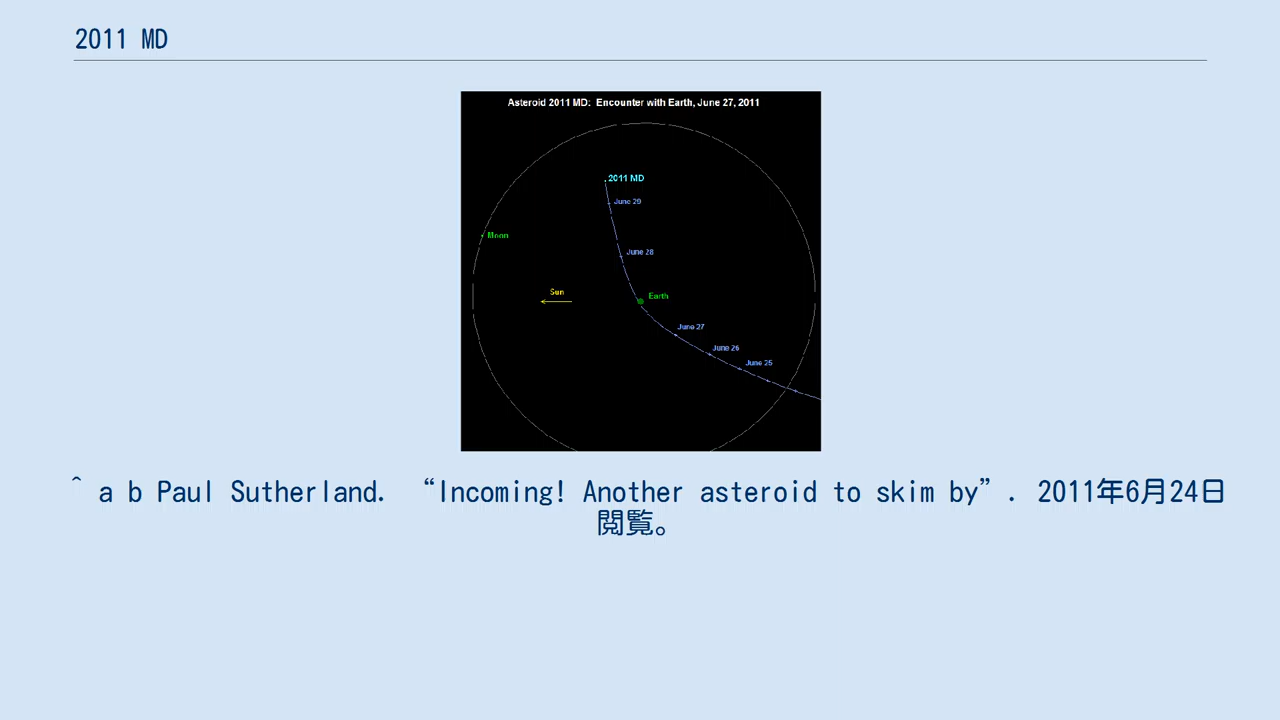 2011 MD
Asteroid 2011 MD: Encounter with Earth, June 27, 2011
2011 MD
June 29
Moon
June 28
Sun
Earth
June 27
June 26
June 25
^ a b Paul Sutherland. “Incoming! Another asteroid to skim by”. 2011年6月24日
閲覧。